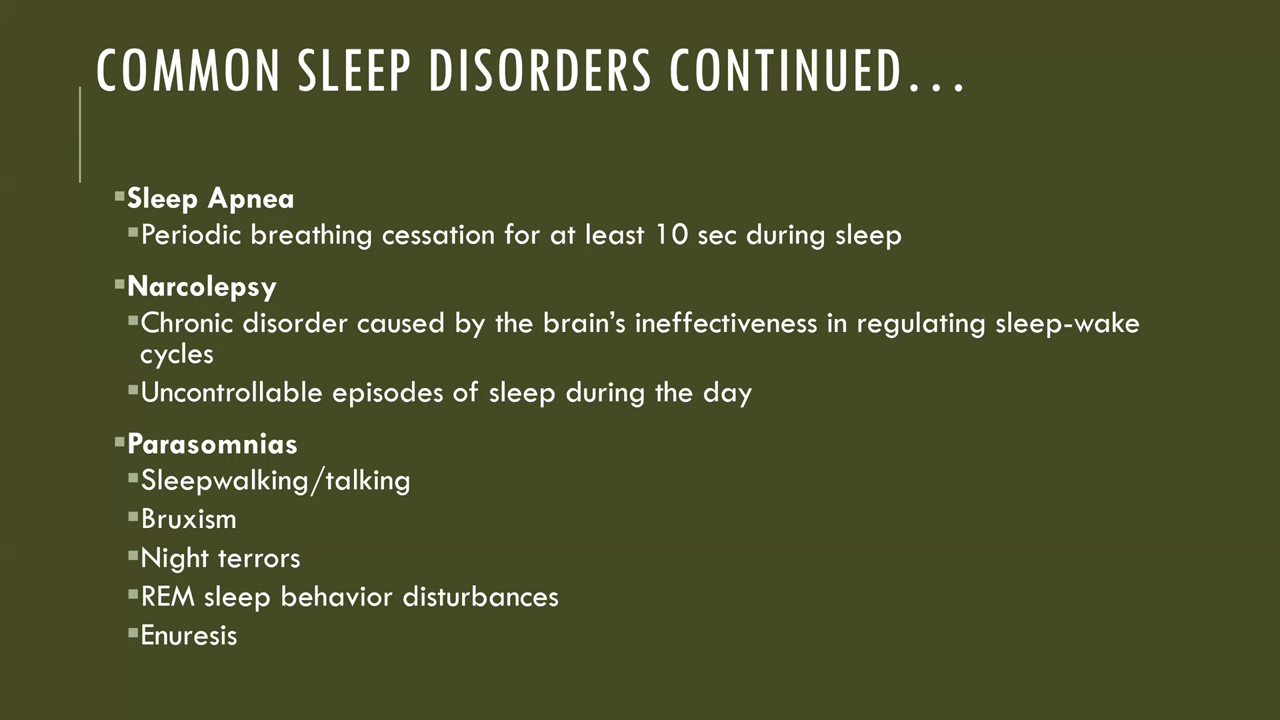 COMMON SLEEP DISORDERS CONTINUED...
▪Sleep Apnea
▪Periodic breathing cessation for at least 10 sec during sleep
▪Narcolepsy
▪Chronic disorder caused by the brain’s ineffectiveness in regulating sleep-wake
cycles
▪Uncontrollable episodes of sleep during the day
▪Parasomnias
▪Sleepwalking/talking
▪Bruxism
▪Night terrors
▪REM sleep behavior disturbances
▪Enuresis